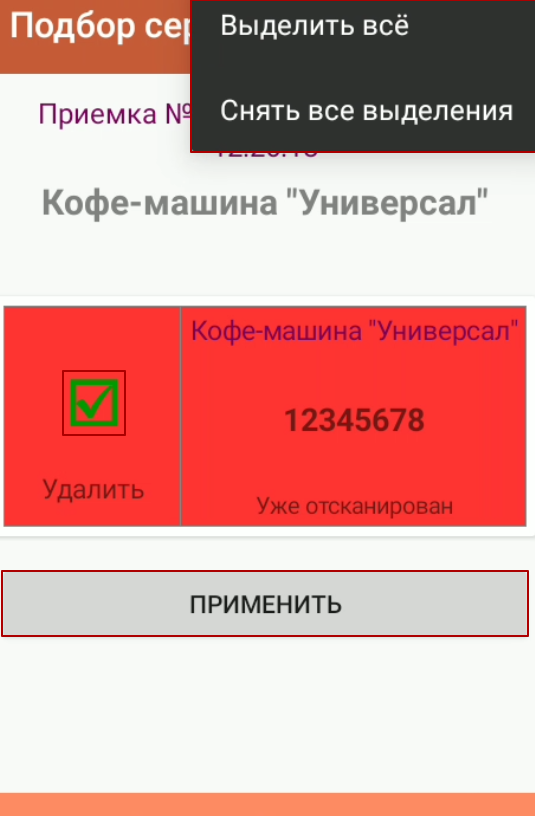 Подбор
Выделить всё
Снять все выделения
Приемка №
Кофе-машина "Универсал"
Кофе-машина "Универсал"
12345678
Удалить
Уже отсканирован
ПРИМЕНИТЬ